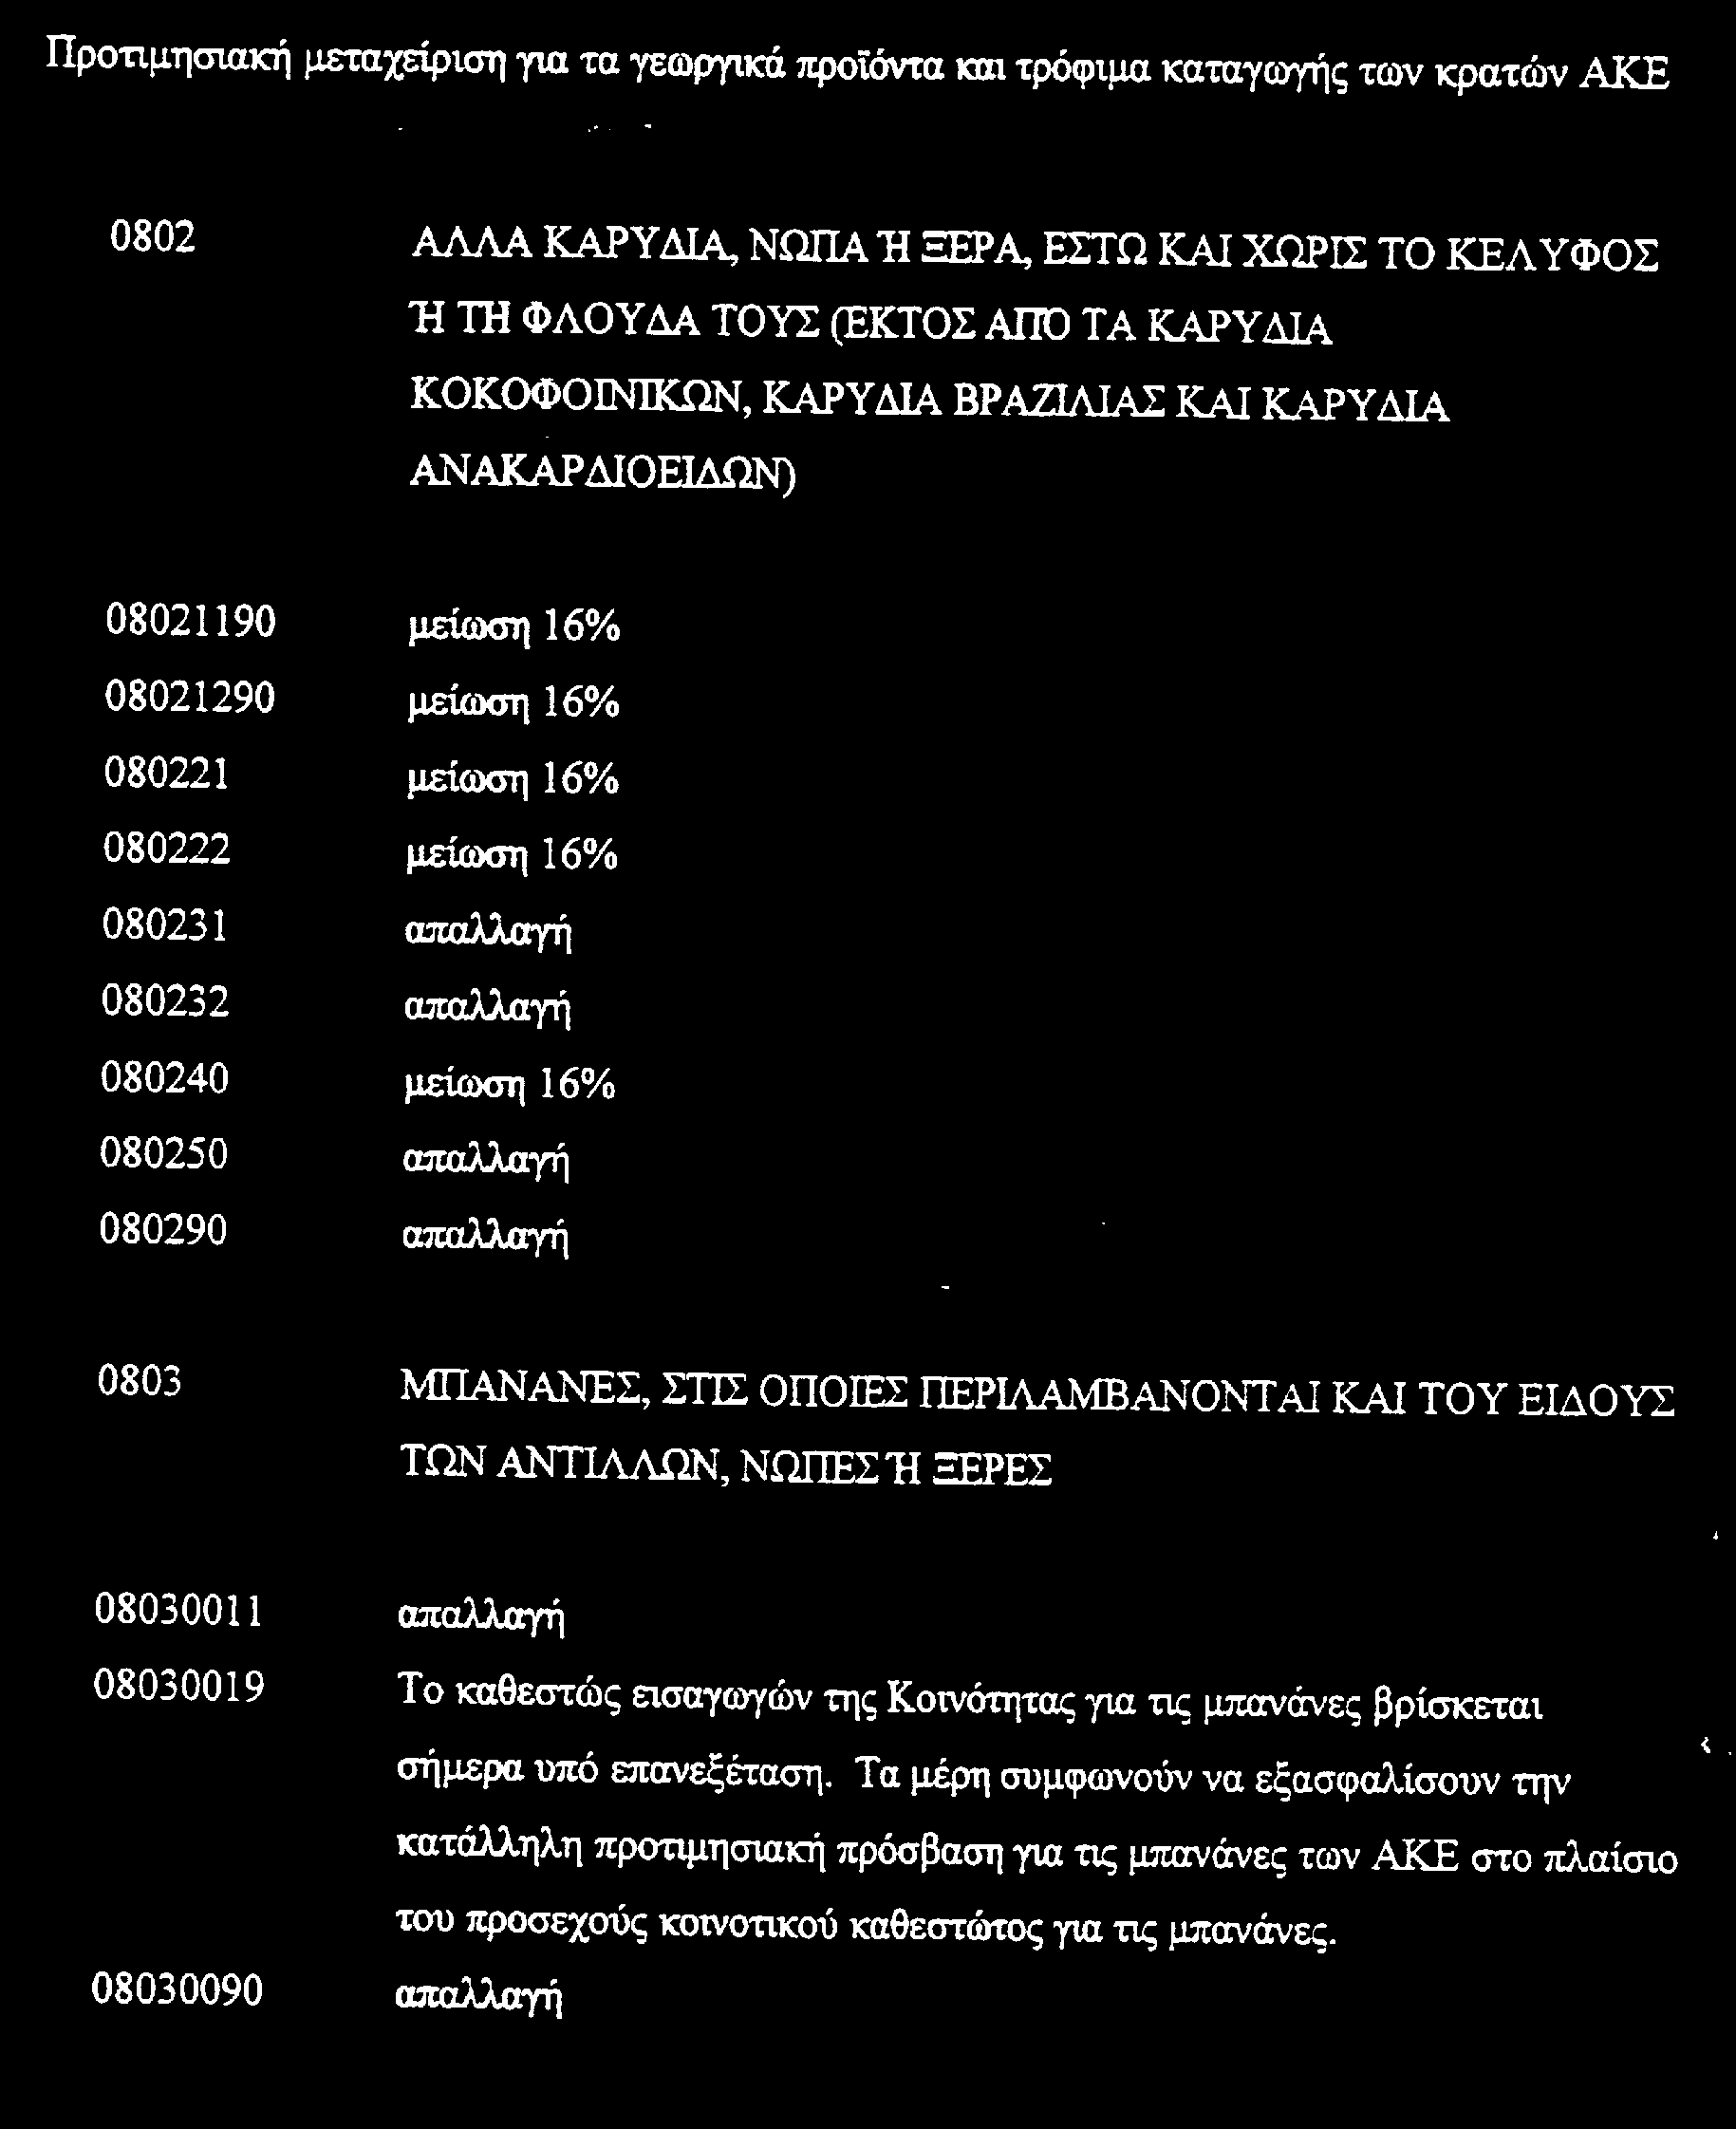 Προτιμησιακή μεταχείριση για τα γεωργικά προϊόντα και τρόφιμα καταγωγής των κρατών ΑΚΕ
0802 ΑΛΛΑ ΚΑΡΥΔΙΑ, ΝΩΠΑ Ή ΞΕΡΑ, ΕΣΤΩ ΚΑΙ ΧΩΡΙΣ ΤΟ ΚΕΛΥΦΟΣ
Ή ΤΗ ΦΛΟΥΔΑ ΤΟΥΣ (ΕΚΤΟΣ ΑΠΟ ΤΑ ΚΑΡΥΔΙΑ
ΚΟΚΟΦΟΙΝΙΚΩΝ, ΚΑΡΥΔΙΑ ΒΡΑΖΙΛΙΑΣ ΚΑΙ ΚΑΡΥΔΙΑ
ΑΝΑΚΑΡΔΙΟΕΙΔΩΝ)
08021190 μείωση 16%
08021290 μείωση 16%
080221 μείωση 16%
080222 μείωση 16%
080231 απαλλαγή
080232 απαλλαγή
080240 μείωση 16%
080250 απαλλαγή
080290 απαλλαγή
0803 ΜΠΑΝΑΝΕΣ, ΣΤΙΣ ΟΠΟΙΕΣ ΠΕΡΙΛΑΜΒΑΝΟΝΤΑΙ ΚΑΙ ΤΟΥ ΕΙΔΟΥΣ
ΤΩΝ ΑΝΤΙΛΛΩΝ, ΝΩΠΕΣ Ή ΞΕΡΕΣ
08030011 απαλλαγή
08030019 Το καθεστώς εισαγωγών της Κοινότητας για τις μπανάνες βρίσκεται
σήμερα υπό επανεξέταση. Τα μέρη συμφωνούν να εξασφαλίσουν την
κατάλληλη προτιμησιακή πρόσβαση για τις μπανάνες των ΑΚΕ στο πλαίσιο
του προσεχούς κοινοτικού καθεστώτος για τις μπανάνες.
08030090 απαλλαγή